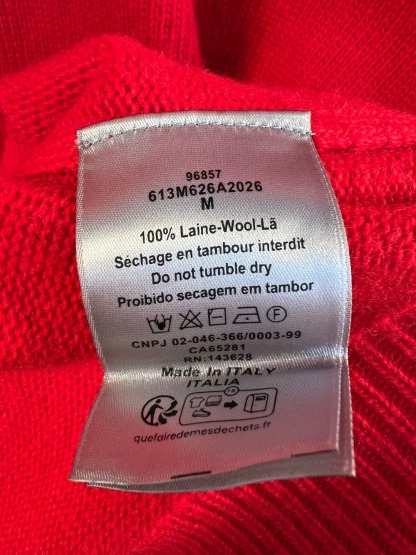 96857
613M626A2026
M
100% Laine-Wool-Lã
Séchage en tambour interdit
Do not tumble dry
Proibido secagem em tambor
F
CNPJ 02-046-366/0003-99
CA65281
RN:143628
Made In ITALY
ITALIA
FR
quefairedemesdechets.fr